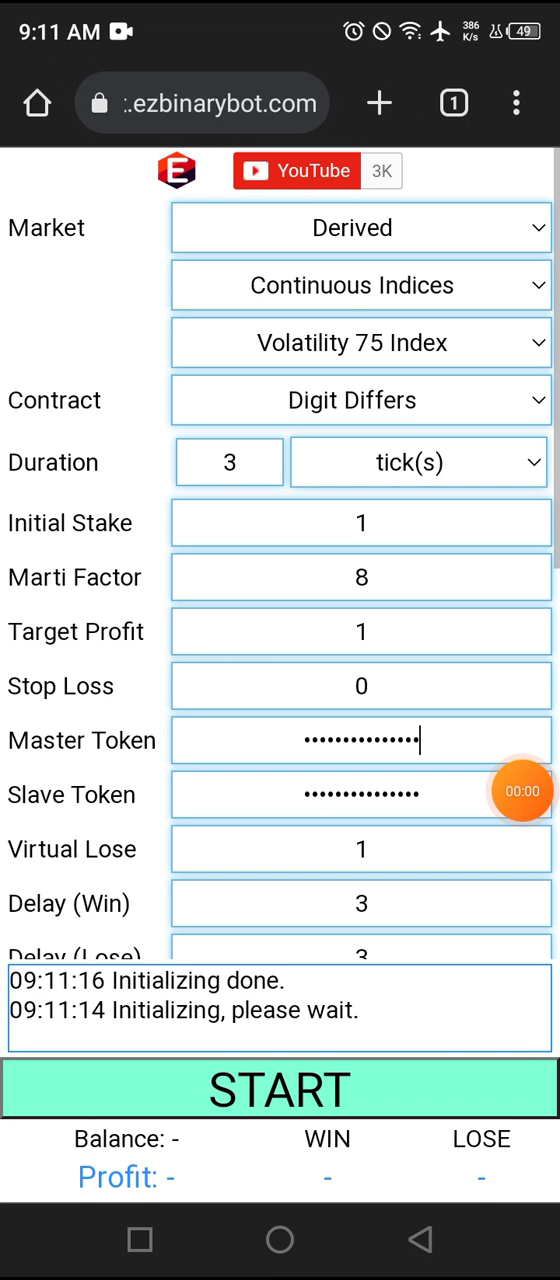 9:11 AM 386 K/s 49
:.ezbinarybot.com 1
E YouTube 3K
Market Derived
Continuous Indices
Volatility 75 Index
Contract Digit Differs
Duration 3 tick(s)
Initial Stake 1
Marti Factor 8
Target Profit 1
Stop Loss 0
Master Token •••••••••••••••
Slave Token •••••••••••••••
00:00
Virtual Lose 1
Delay (Win) 3
Delay (Lose) 3
09:11:16 Initializing done.
09:11:14 Initializing, please wait.
START
Balance: - WIN LOSE
Profit: - - -